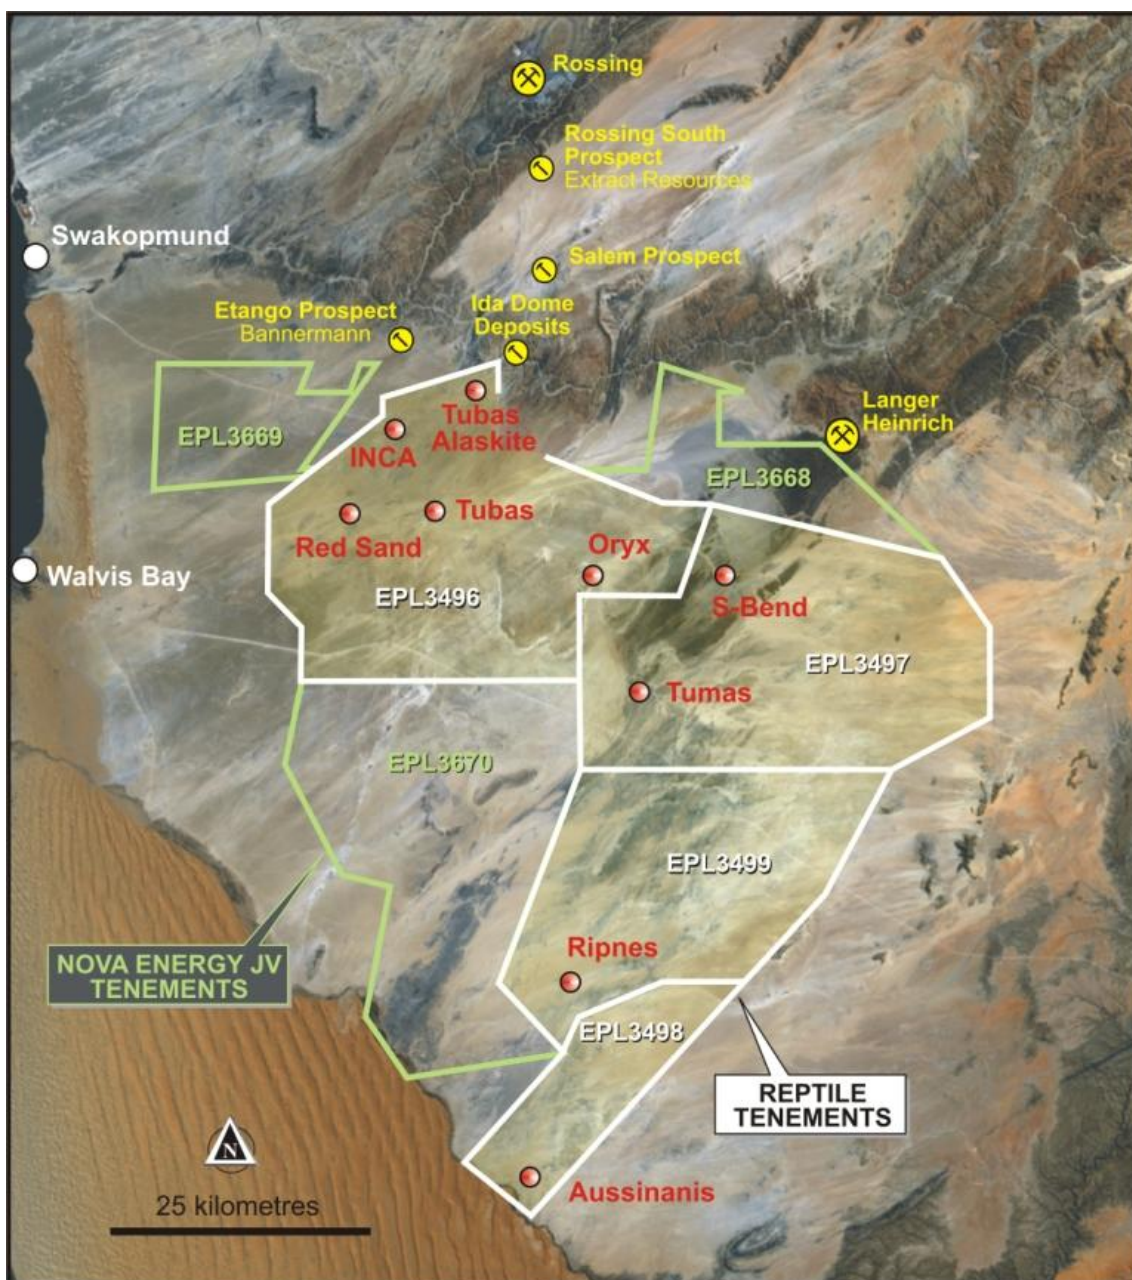 Rossing
Rossing South
Prospect
Extract Resources
Swakopmund
Salem Prospect
Etango Prospect
Bannermann
Ida Dome
Deposits
Langer
Heinrich
Tubas
Alaskite
EPL3669
INCA
EPL3668
Tubas
Red Sand
Oryx
Walvis Bay
EPL3496
S-Bend
EPL3497
Tumas
EPL3670
EPL3499
Ripnes
NOVA ENERGY JV
TENEMENTS
EPL3498
REPTILE
TENEMENTS
N
25 kilometres
Aussinanis